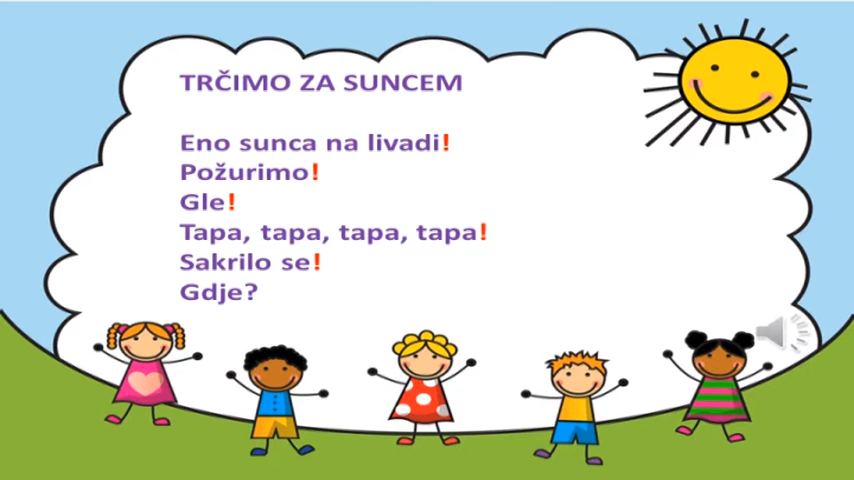 TRČIMO ZA SUNCEM
Eno sunca na livadi!
Požurimo!
Gle!
Tapa, tapa, tapa, tapa!
Sakrilo se!
Gdje?